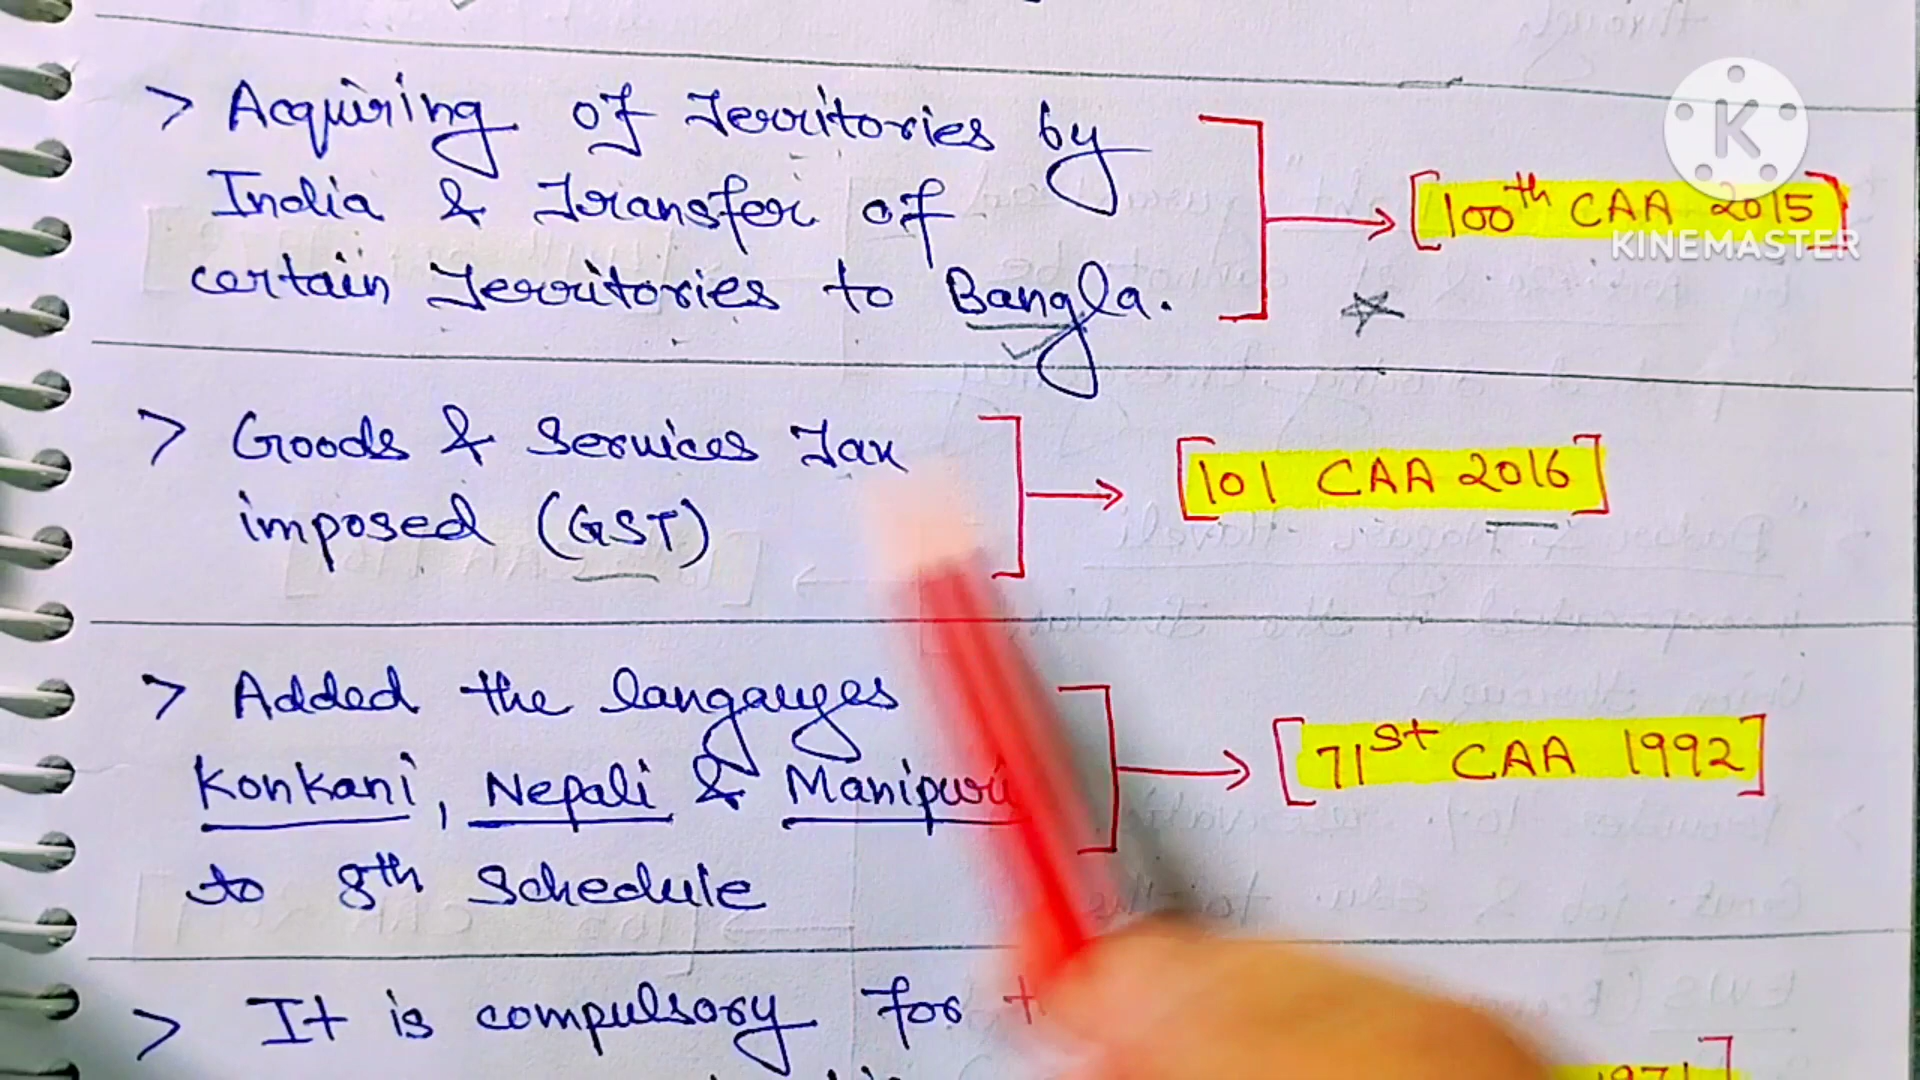 > Acquiring of Territories by
India & Transfer of
certain Territories to Bangla.
[100th CAA 2015]
> Goods & Services Tax
imposed (GST)
[101 CAA 2016]
> Added the langauges
Konkani, Nepali & Manipuri
to 8th Schedule
[71st CAA 1992]
> It is compulsory for
1971]
K
KINEMASTER